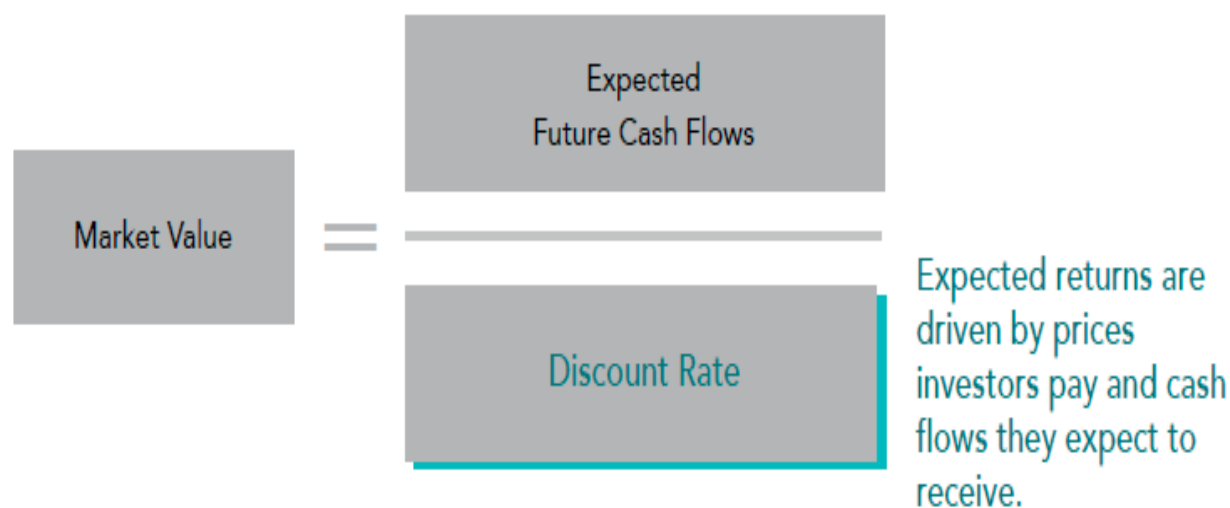 Expected
Future Cash Flows
Market Value
=
Discount Rate
Expected returns are
driven by prices
investors pay and cash
flows they expect to
receive.